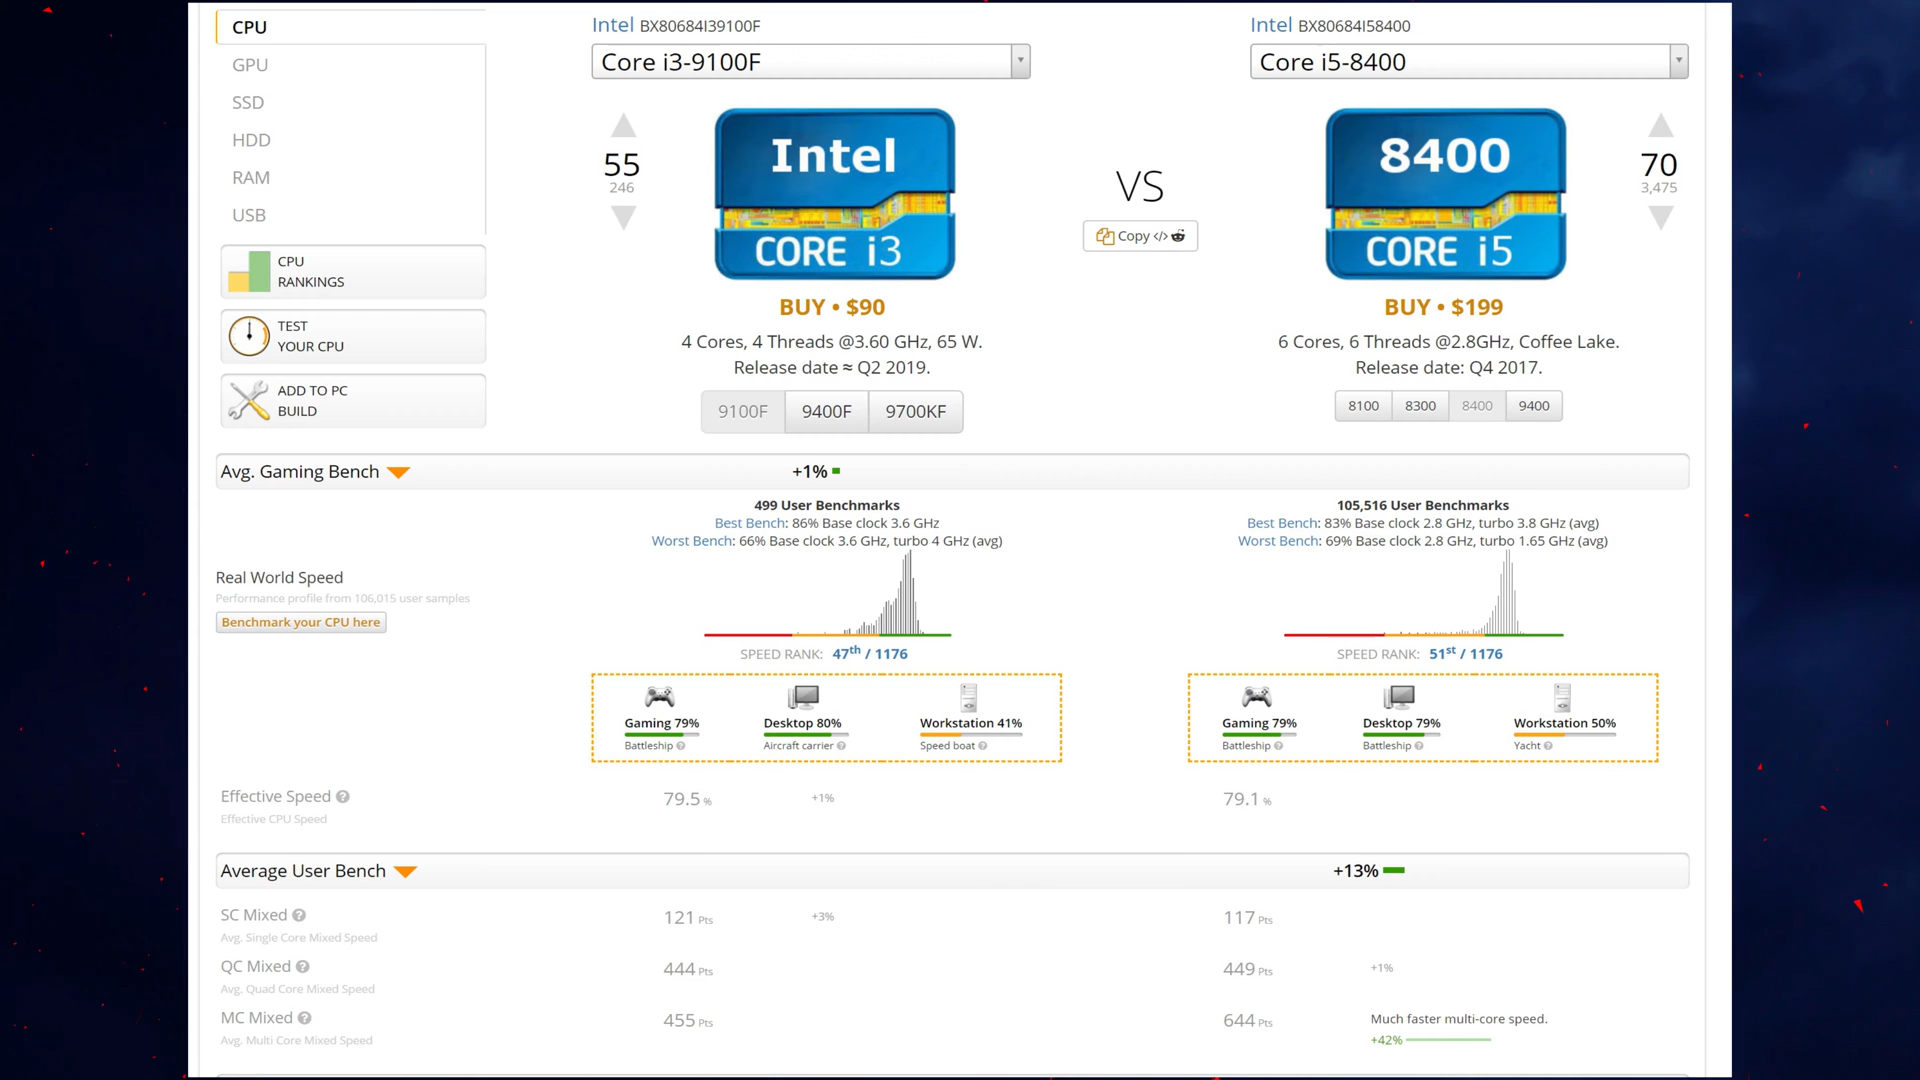 CPU
GPU
SSD
HDD
RAM
USB
CPU
RANKINGS
TEST
YOUR CPU
ADD TO PC
BUILD
Intel BX80684I39100F
Core i3-9100F
55
246
Intel
CORE i3
BUY • $90
4 Cores, 4 Threads @3.60 GHz, 65 W.
Release date ≈ Q2 2019.
9100F 9400F 9700KF
VS
Copy </>
Intel BX80684I58400
Core i5-8400
70
3,475
8400
CORE i5
BUY • $199
6 Cores, 6 Threads @2.8GHz, Coffee Lake.
Release date: Q4 2017.
8100 8300 8400 9400
Avg. Gaming Bench +1%
Real World Speed
Performance profile from 106,015 user samples
Benchmark your CPU here
499 User Benchmarks
Best Bench: 86% Base clock 3.6 GHz
Worst Bench: 66% Base clock 3.6 GHz, turbo 4 GHz (avg)
SPEED RANK: 47th / 1176
Gaming 79% Desktop 80% Workstation 41%
Battleship ? Aircraft carrier ? Speed boat ?
105,516 User Benchmarks
Best Bench: 83% Base clock 2.8 GHz, turbo 3.8 GHz (avg)
Worst Bench: 69% Base clock 2.8 GHz, turbo 1.65 GHz (avg)
SPEED RANK: 51st / 1176
Gaming 79% Desktop 79% Workstation 50%
Battleship ? Battleship ? Yacht ?
Effective Speed ? 79.5 % +1% 79.1 %
Effective CPU Speed
Average User Bench +13%
SC Mixed ? 121 Pts +3% 117 Pts
Avg. Single Core Mixed Speed
QC Mixed ? 444 Pts 449 Pts +1%
Avg. Quad Core Mixed Speed
MC Mixed ? 455 Pts 644 Pts Much faster multi-core speed.
Avg. Multi Core Mixed Speed +42%